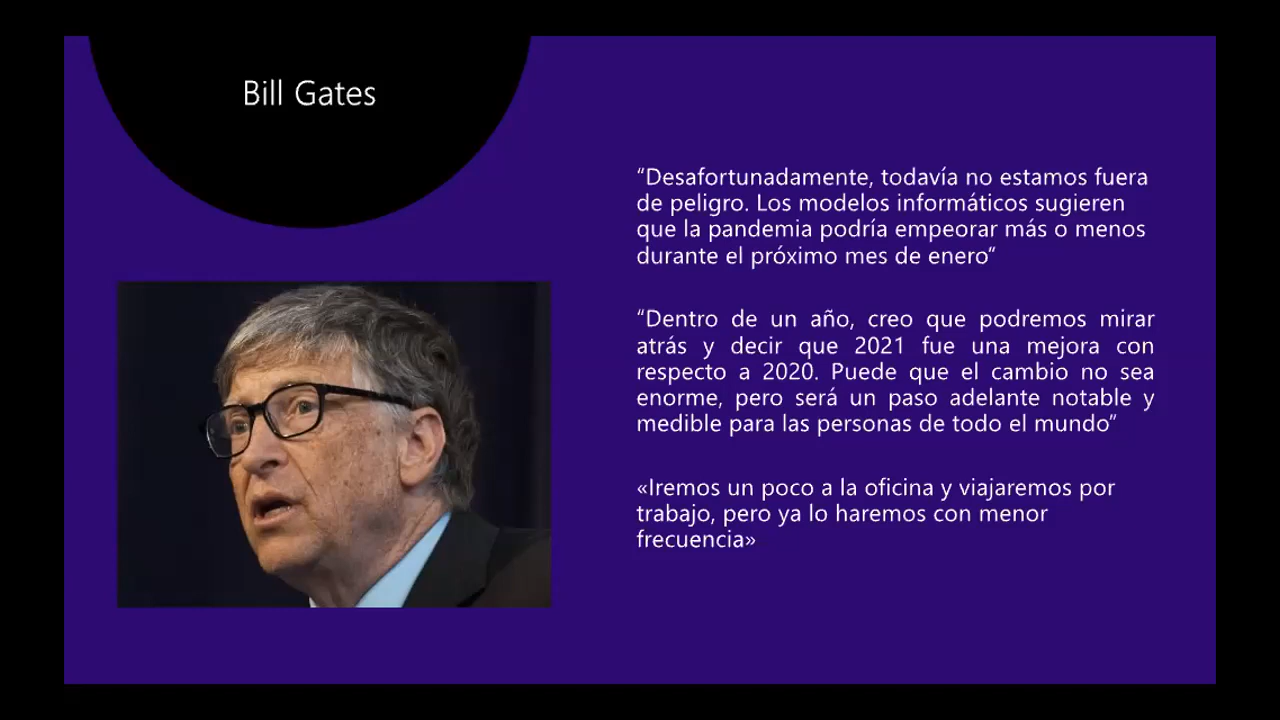 Bill Gates
“Desafortunadamente, todavía no estamos fuera
de peligro. Los modelos informáticos sugieren
que la pandemia podría empeorar más o menos
durante el próximo mes de enero”
“Dentro de un año, creo que podremos mirar
atrás y decir que 2021 fue una mejora con
respecto a 2020. Puede que el cambio no sea
enorme, pero será un paso adelante notable y
medible para las personas de todo el mundo”
«Iremos un poco a la oficina y viajaremos por
trabajo, pero ya lo haremos con menor
frecuencia»